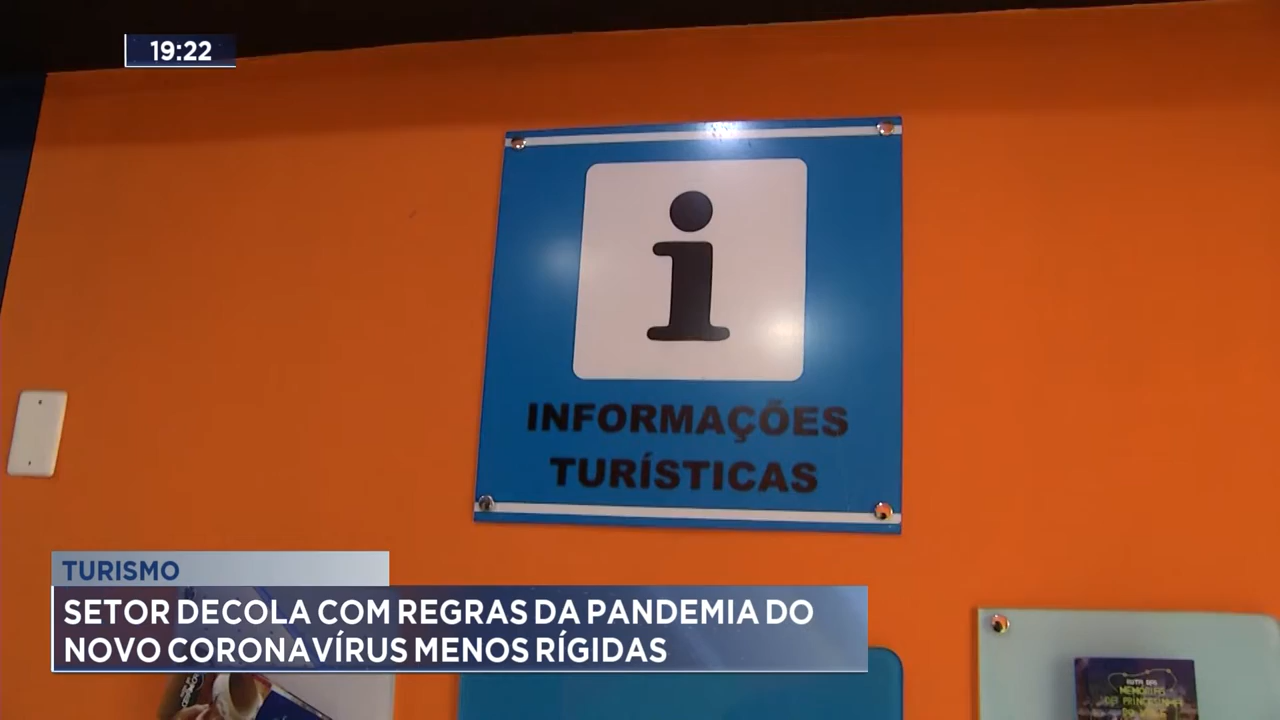 19:22
i
INFORMAÇÕES
TURÍSTICAS
TURISMO
SETOR DECOLA COM REGRAS DA PANDEMIA DO
NOVO CORONAVÍRUS MENOS RÍGIDAS
MEMÓRIAS